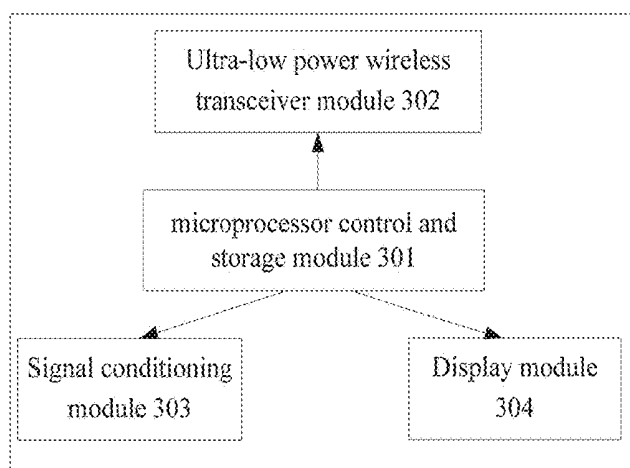 Ultra-low power wireless
transceiver module 302
microprocessor control and
storage module 301
Signal conditioning
module 303
Display module
304